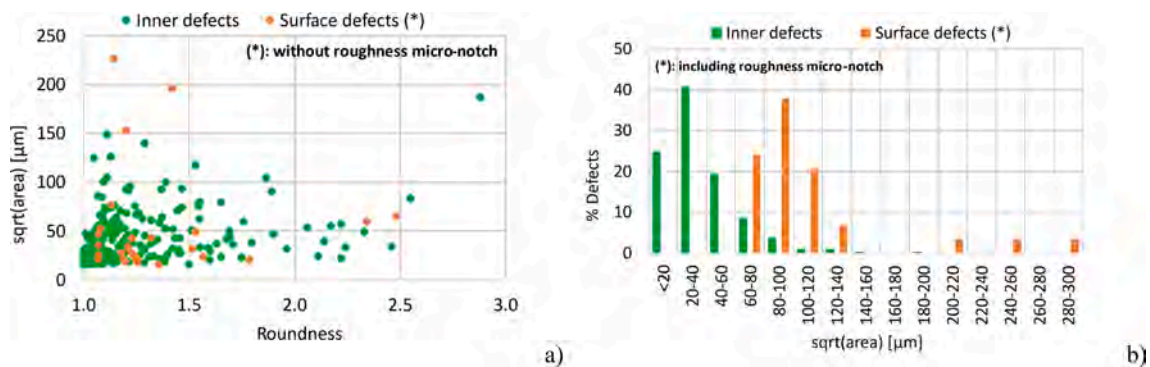 Inner defects
Surface defects (*)
250
(*): without roughness micro-notch
200
150
100
50
0
sqrt(area) [µm]
1.0
1.5
2.0
2.5
3.0
Roundness
a)
Inner defects
Surface defects (*)
50
(*): including roughness micro-notch
40
30
20
10
0
% Defects
<20
20-40
40-60
60-80
80-100
100-120
120-140
140-160
160-180
180-200
200-220
220-240
240-260
260-280
280-300
sqrt(area) [µm]
b)